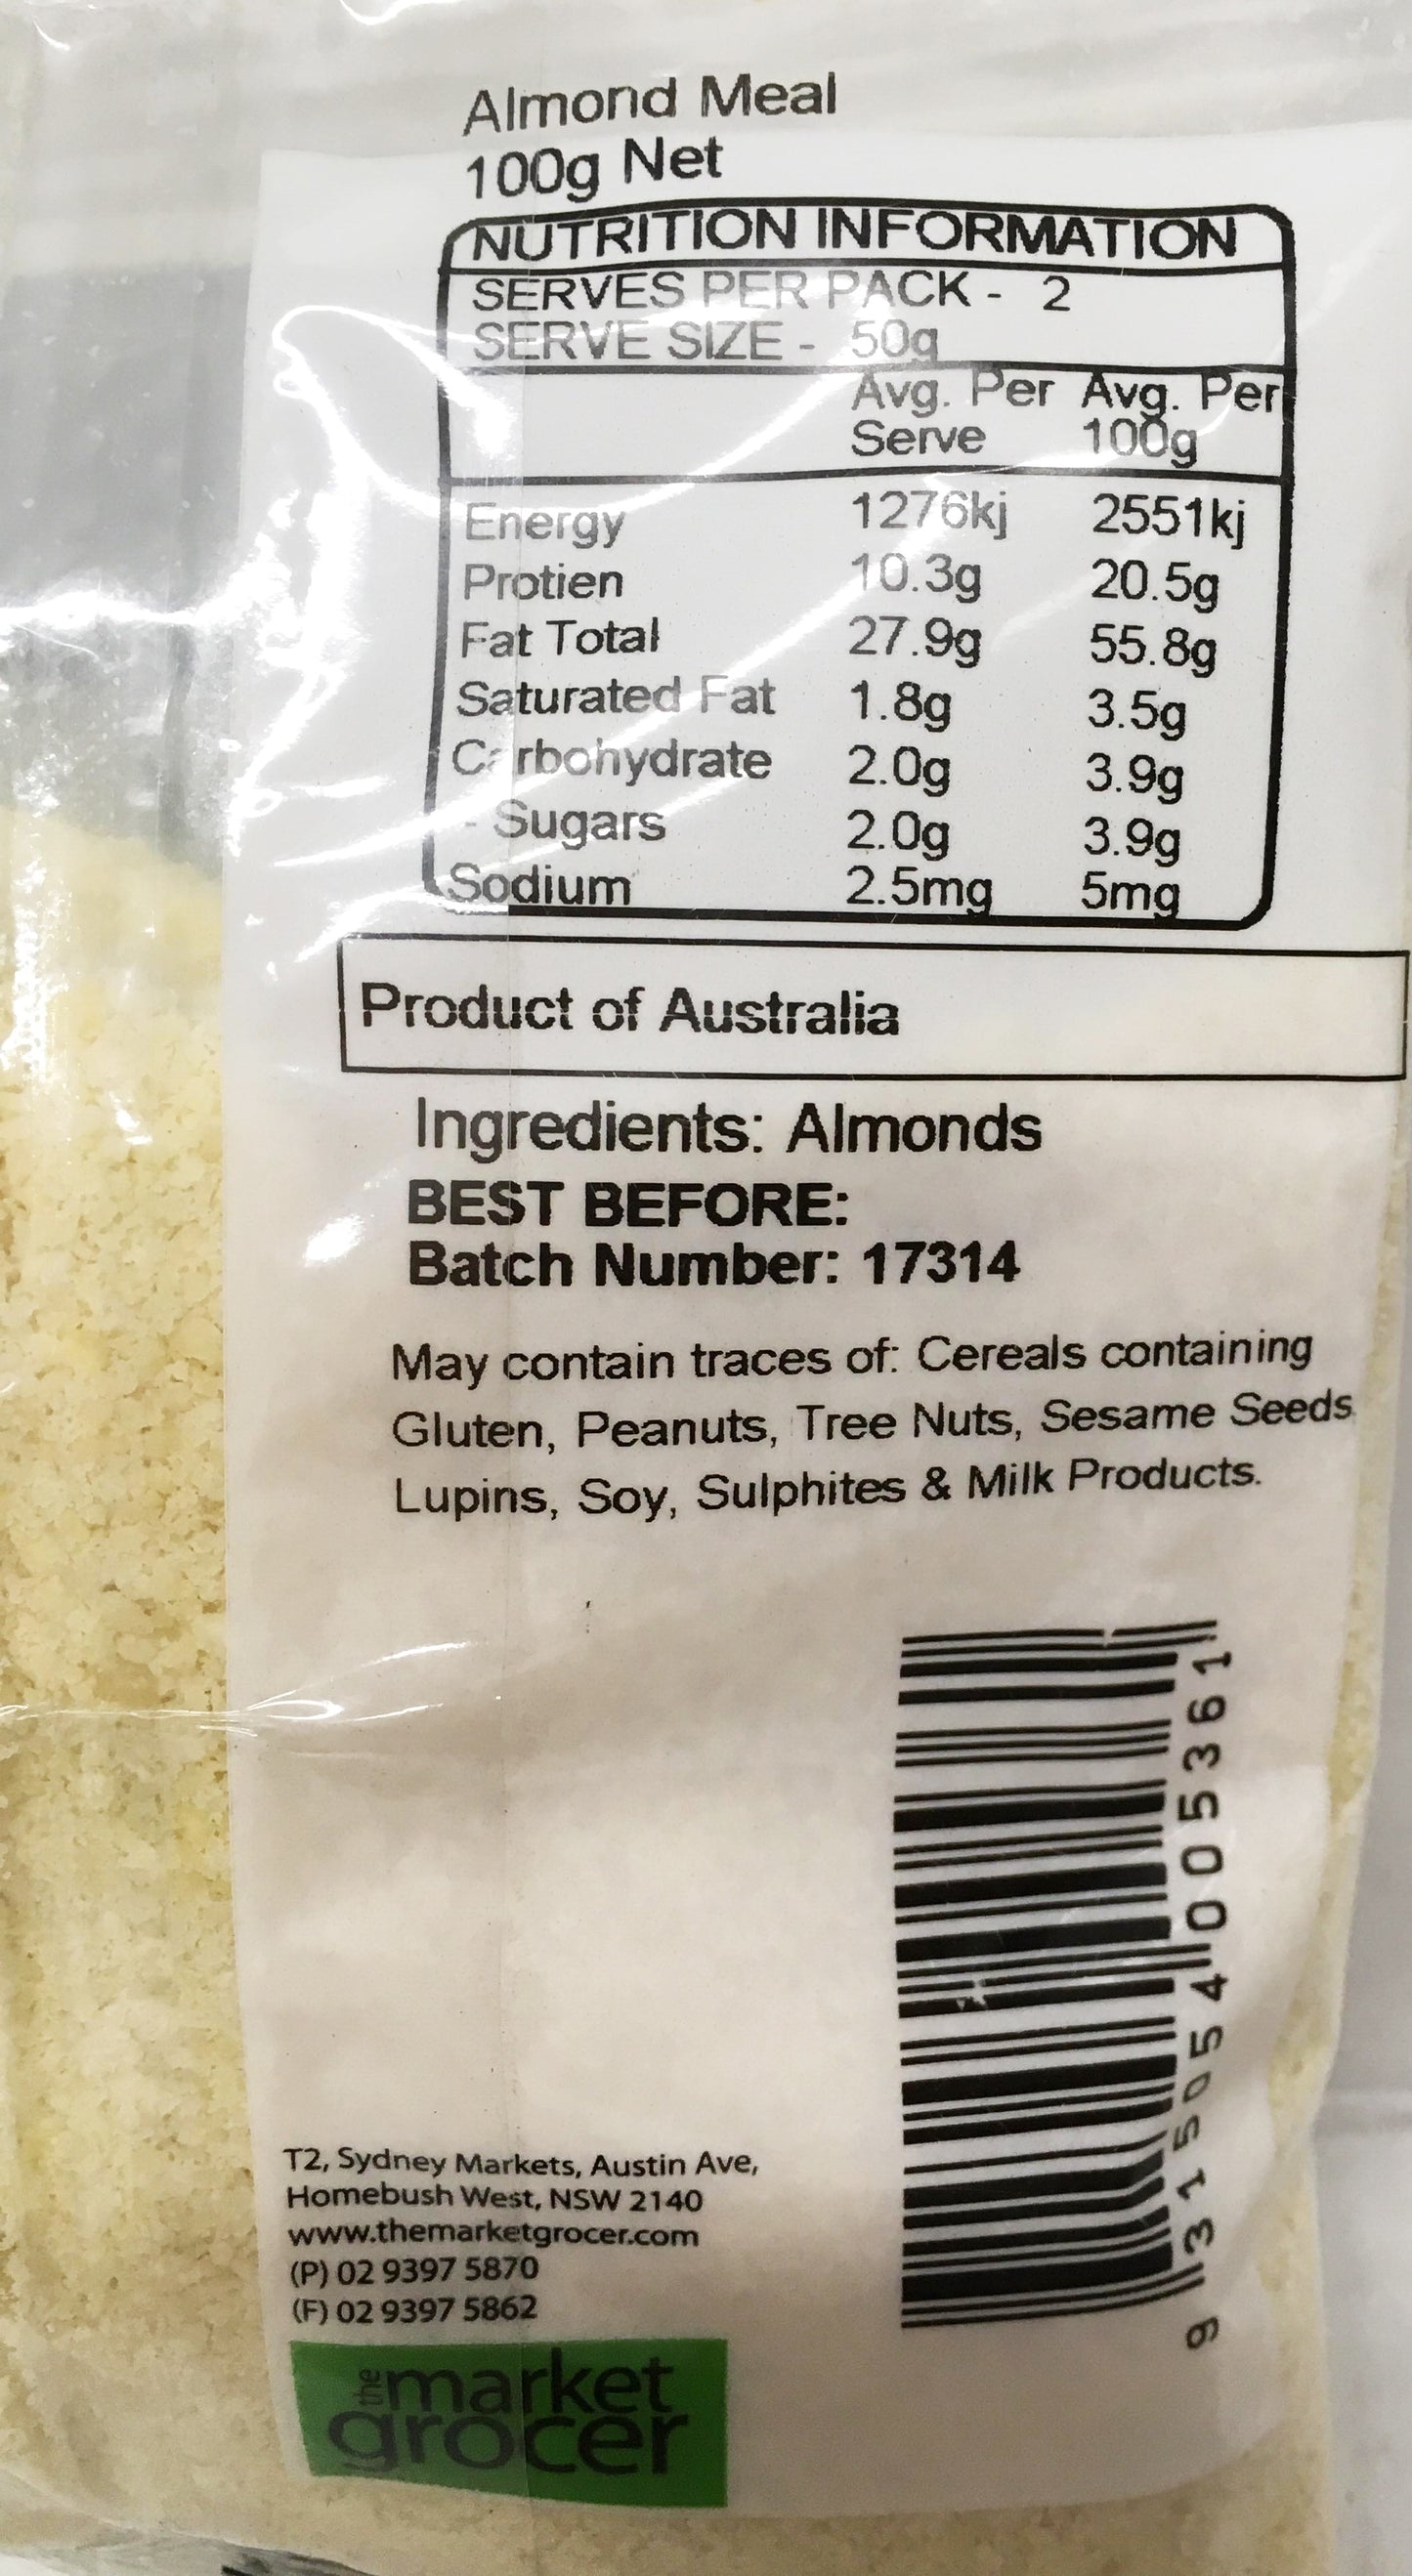 Almond Meal
100g Net
NUTRITION INFORMATION
SERVES PER PACK - 2
SERVE SIZE - 50g
Avg. Per Avg. Per
Serve 100g
Energy 1276kj 2551kj
Protien 10.3g 20.5g
Fat Total 27.9g 55.8g
Saturated Fat 1.8g 3.5g
Carbohydrate 2.0g 3.9g
- Sugars 2.0g 3.9g
Sodium 2.5mg 5mg
Product of Australia
Ingredients: Almonds
BEST BEFORE:
Batch Number: 17314
May contain traces of: Cereals containing
Gluten, Peanuts, Tree Nuts, Sesame Seeds
Lupins, Soy, Sulphites & Milk Products.
9 315054 005361
T2, Sydney Markets, Austin Ave,
Homebush West, NSW 2140
www.themarketgrocer.com
(P) 02 9397 5870
(F) 02 9397 5862
the market
grocer